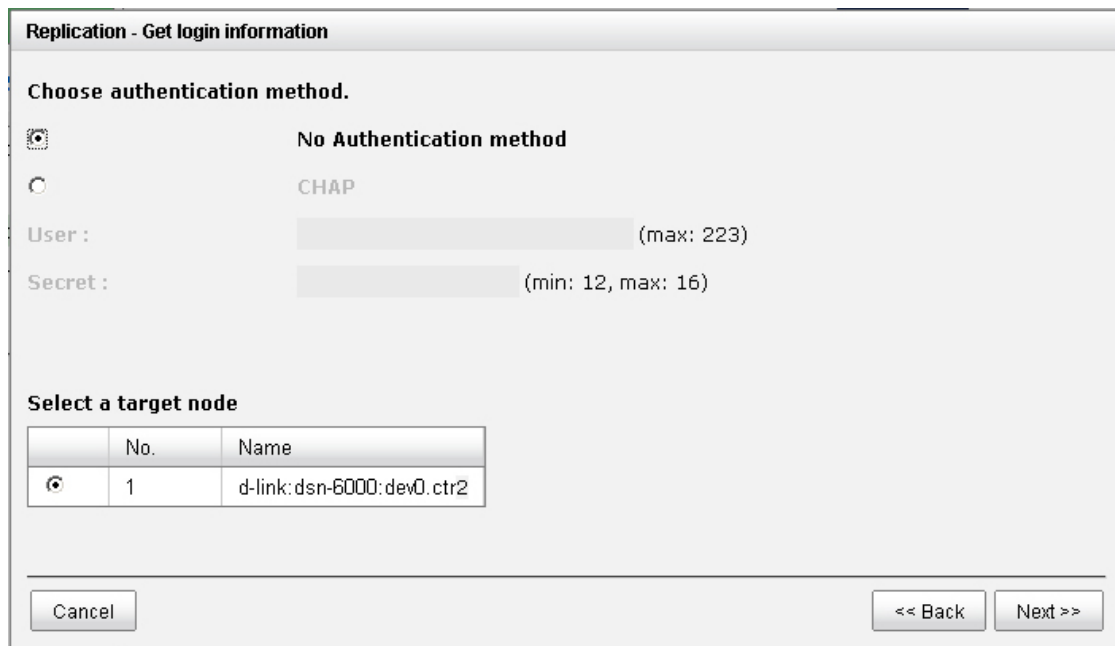 Replication - Get login information
Choose authentication method.
No Authentication method
CHAP
User : (max: 223)
Secret : (min: 12, max: 16)
Select a target node
No. Name
1 d-link:dsn-6000:dev0.ctr2
Cancel << Back Next >>